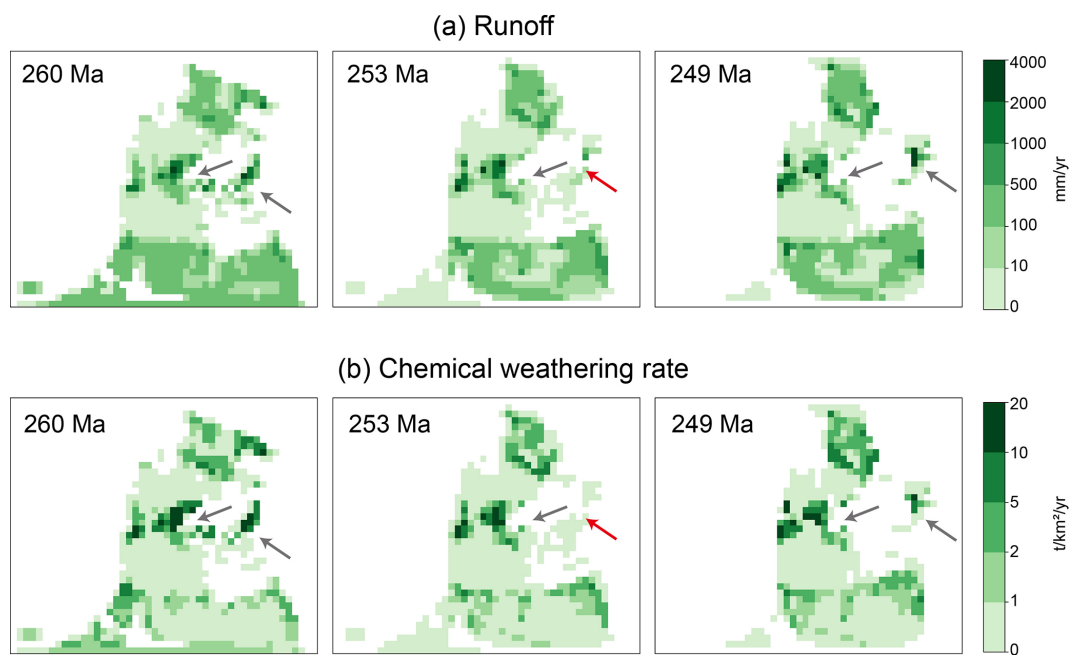 (a) Runoff
260 Ma
253 Ma
249 Ma
4000
2000
1000
500
100
10
0
mm/yr
(b) Chemical weathering rate
260 Ma
253 Ma
249 Ma
20
10
5
2
1
0
t/km²/yr